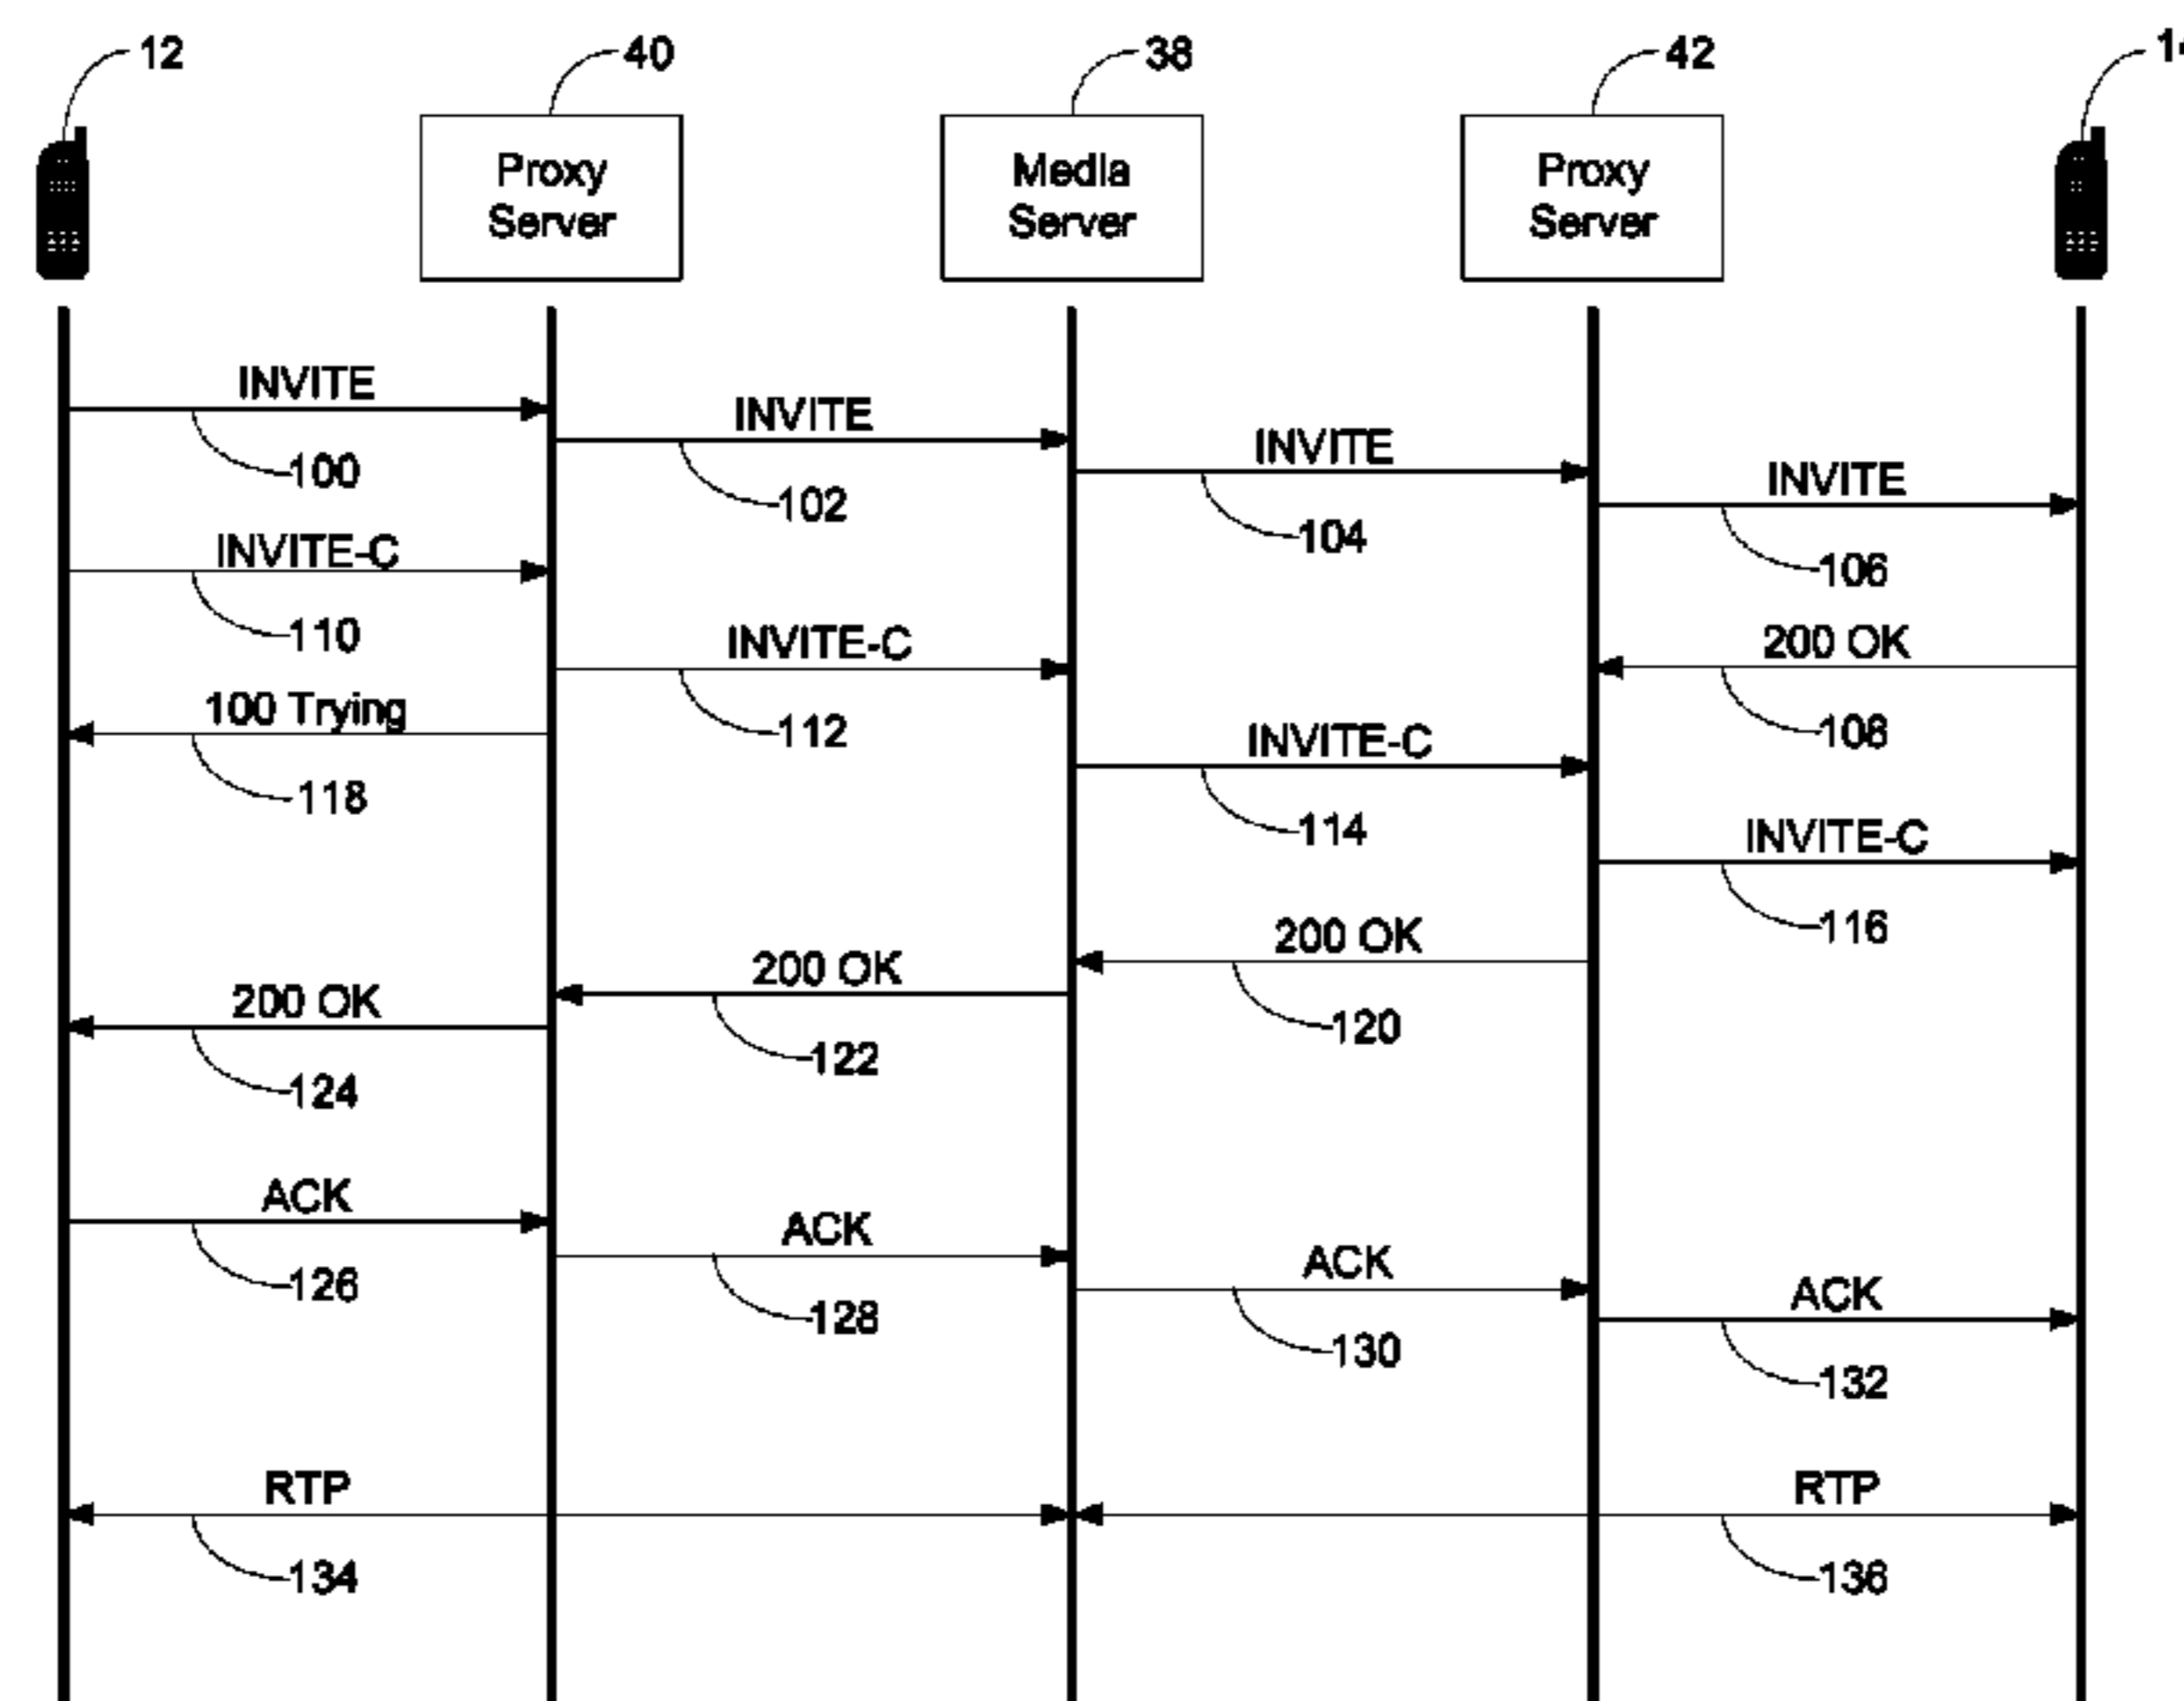 12
40
38
42
Proxy
Server
Media
Server
Proxy
Server
INVITE
100
INVITE
102
INVITE
104
INVITE
106
INVITE-C
110
200 OK
108
INVITE-C
112
100 Trying
118
INVITE-C
114
INVITE-C
116
200 OK
120
200 OK
122
200 OK
124
ACK
126
ACK
128
ACK
130
ACK
132
RTP
134
RTP
136